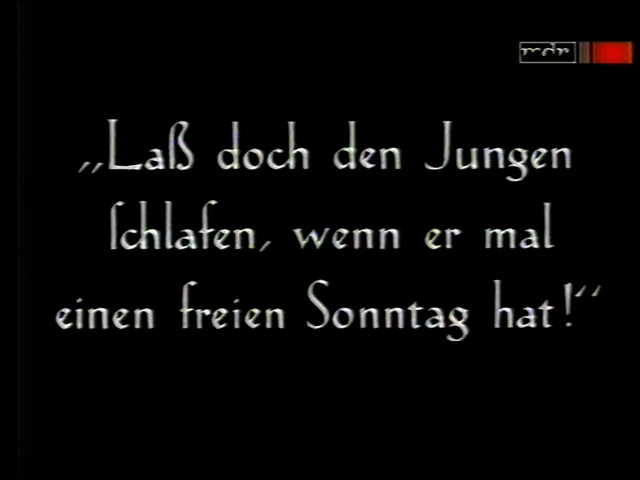 mdr
„Laß doch den Jungen
schlafen, wenn er mal
einen freien Sonntag hat!“